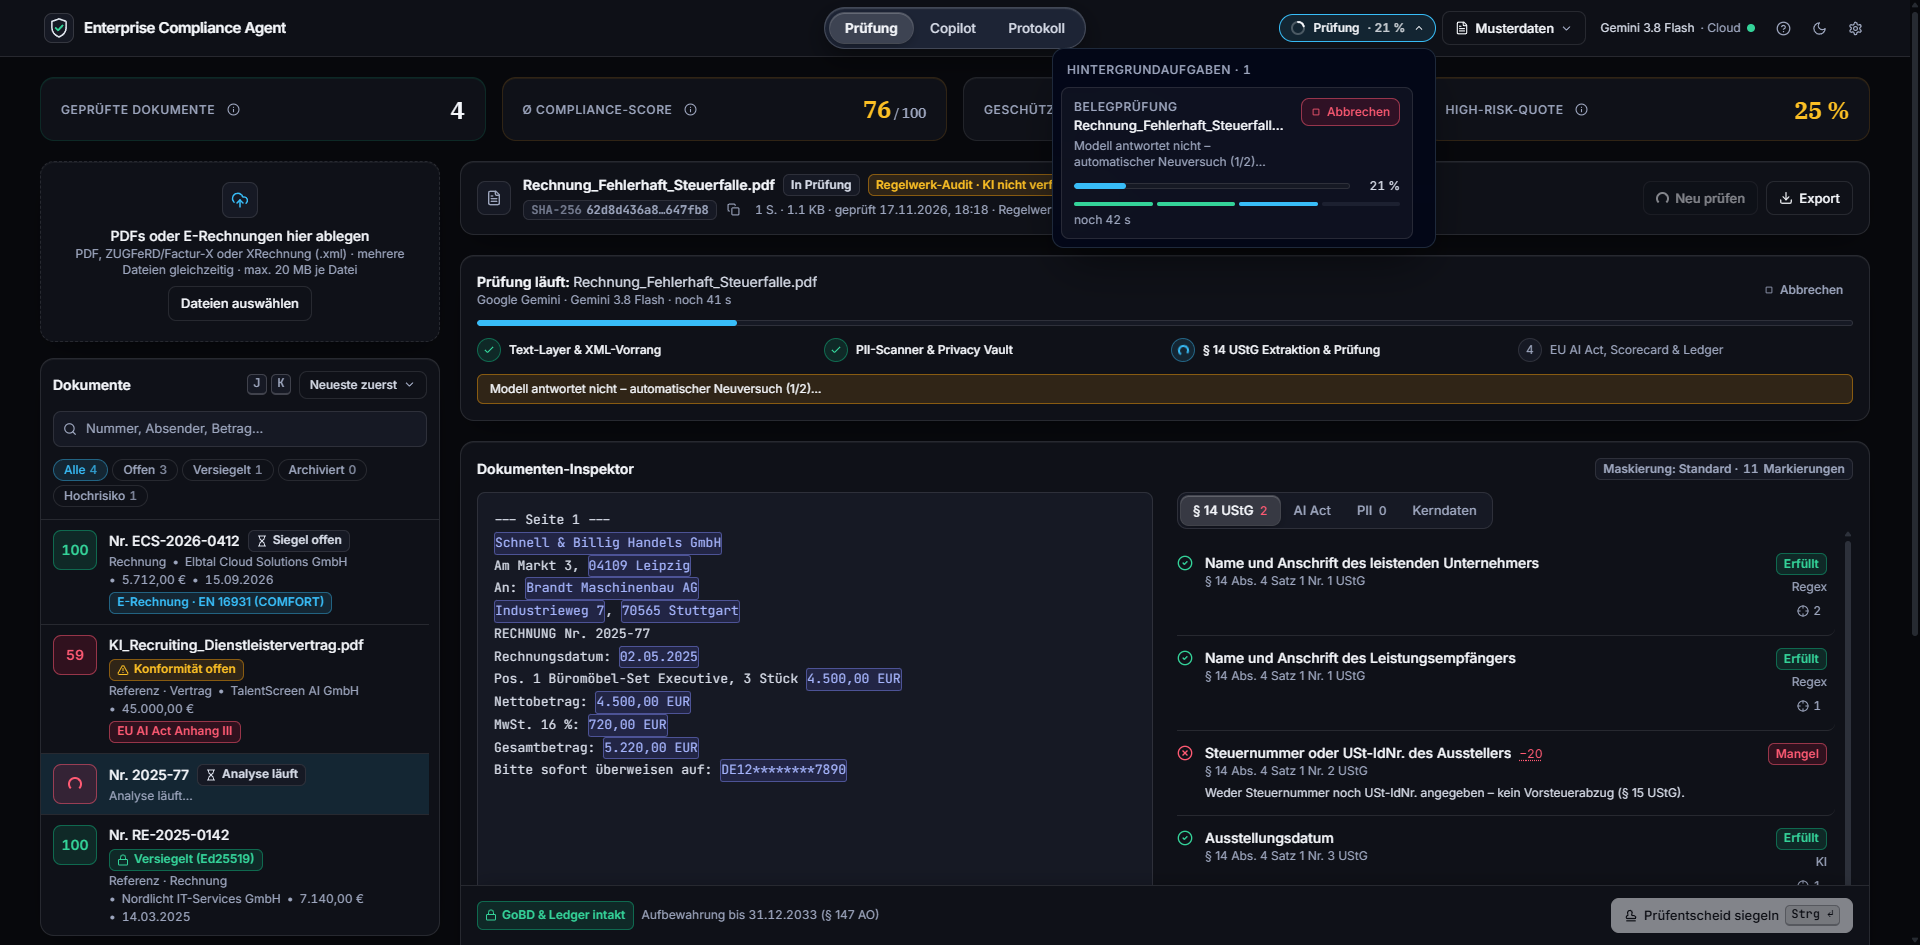 Enterprise Compliance Agent
Prüfung
Copilot
Protokoll
Prüfung · 21 %
Musterdaten
Gemini 3.8 Flash · Cloud
HINTERGRUNDAUFGABEN · 1
BELEGPRÜFUNG
Rechnung_Fehlerhaft_Steuerfall...
Abbrechen
Modell antwortet nicht –
automatischer Neuversuch (1/2)...
21 %
noch 42 s
GEPRÜFTE DOKUMENTE
4
Ø COMPLIANCE-SCORE
76 / 100
GESCHÜTZ
HIGH-RISK-QUOTE
25 %
PDFs oder E-Rechnungen hier ablegen
PDF, ZUGFeRD/Factur-X oder XRechnung (.xml) · mehrere
Dateien gleichzeitig · max. 20 MB je Datei
Dateien auswählen
Dokumente
J
K
Neueste zuerst
Nummer, Absender, Betrag...
Alle 4
Offen 3
Versiegelt 1
Archiviert 0
Hochrisiko 1
100
Nr. ECS-2026-0412
Siegel offen
Rechnung • Elbtal Cloud Solutions GmbH
• 5.712,00 € • 15.09.2026
E-Rechnung · EN 16931 (COMFORT)
59
KI_Recruiting_Dienstleistervertrag.pdf
Konformität offen
Referenz · Vertrag • TalentScreen AI GmbH
• 45.000,00 €
EU AI Act Anhang III
Nr. 2025-77
Analyse läuft
Analyse läuft...
100
Nr. RE-2025-0142
Versiegelt (Ed25519)
Referenz · Rechnung
• Nordlicht IT-Services GmbH • 7.140,00 €
• 14.03.2025
Rechnung_Fehlerhaft_Steuerfalle.pdf
In Prüfung
Regelwerk-Audit · KI nicht verf
SHA-256 62d8d436a8…647fb8
1 S. · 1.1 KB · geprüft 17.11.2026, 18:18 · Regelwer
Neu prüfen
Export
Prüfung läuft: Rechnung_Fehlerhaft_Steuerfalle.pdf
Google Gemini · Gemini 3.8 Flash · noch 41 s
Abbrechen
Text-Layer & XML-Vorrang
PII-Scanner & Privacy Vault
§ 14 UStG Extraktion & Prüfung
4
EU AI Act, Scorecard & Ledger
Modell antwortet nicht – automatischer Neuversuch (1/2)...
Dokumenten-Inspektor
Maskierung: Standard · 11 Markierungen
--- Seite 1 ---
Schnell & Billig Handels GmbH
Am Markt 3, 04109 Leipzig
An: Brandt Maschinenbau AG
Industrieweg 7, 70565 Stuttgart
RECHNUNG Nr. 2025-77
Rechnungsdatum: 02.05.2025
Pos. 1 Büromöbel-Set Executive, 3 Stück 4.500,00 EUR
Nettobetrag: 4.500,00 EUR
MwSt. 16 %: 720,00 EUR
Gesamtbetrag: 5.220,00 EUR
Bitte sofort überweisen auf: DE12********7890
§ 14 UStG 2
AI Act
PII 0
Kerndaten
Name und Anschrift des leistenden Unternehmers
§ 14 Abs. 4 Satz 1 Nr. 1 UStG
Erfüllt
Regex
2
Name und Anschrift des Leistungsempfängers
§ 14 Abs. 4 Satz 1 Nr. 1 UStG
Erfüllt
Regex
1
Steuernummer oder USt-IdNr. des Ausstellers −20
§ 14 Abs. 4 Satz 1 Nr. 2 UStG
Weder Steuernummer noch USt-IdNr. angegeben – kein Vorsteuerabzug (§ 15 UStG).
Mangel
Ausstellungsdatum
§ 14 Abs. 4 Satz 1 Nr. 3 UStG
Erfüllt
KI
1
GoBD & Ledger intakt
Aufbewahrung bis 31.12.2033 (§ 147 AO)
Prüfentscheid siegeln
Strg ↵